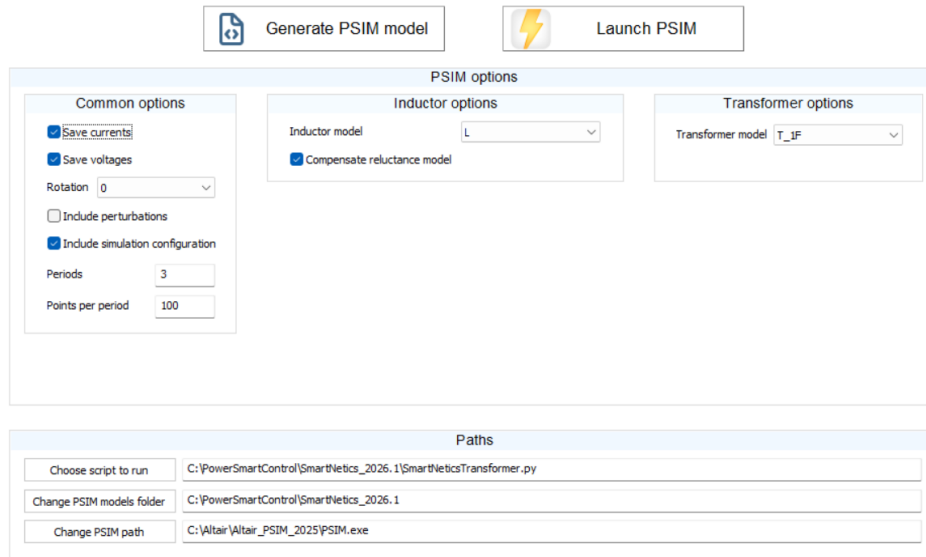 Generate PSIM model
Launch PSIM
PSIM options
Common options
Save currents
Save voltages
Rotation 0
Include perturbations
Include simulation configuration
Periods 3
Points per period 100
Inductor options
Inductor model L
Compensate reluctance model
Transformer options
Transformer model T_1F
Paths
Choose script to run C:\PowerSmartControl\SmartNetics_2026.1\SmartNeticsTransformer.py
Change PSIM models folder C:\PowerSmartControl\SmartNetics_2026.1
Change PSIM path C:\Altair\Altair_PSIM_2025\PSIM.exe